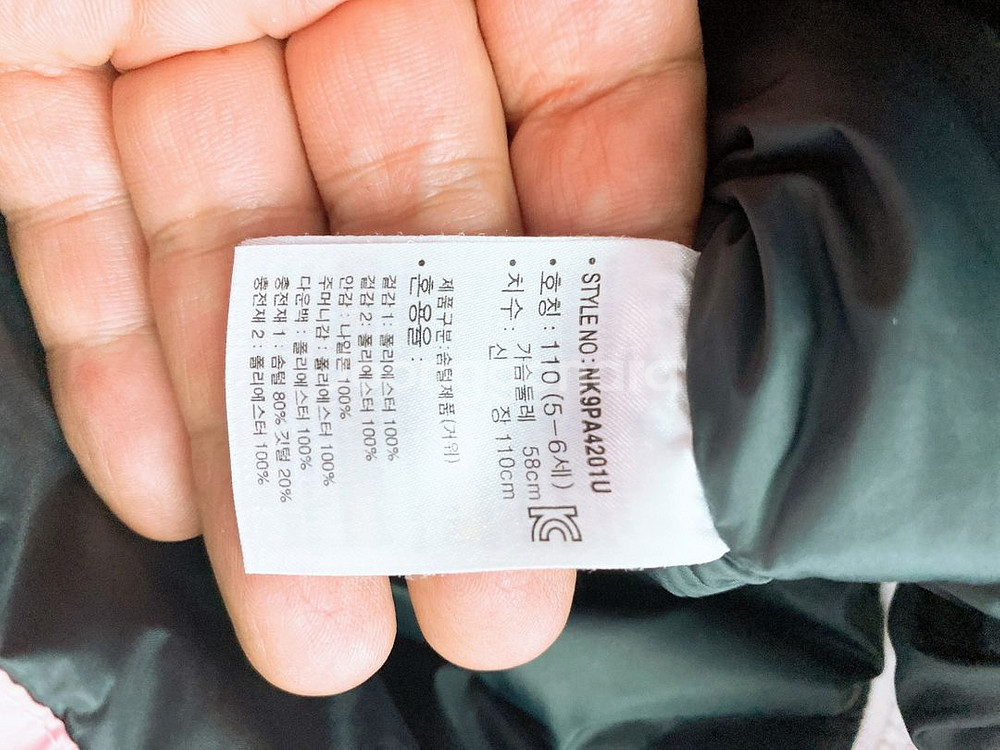 • STYLE NO : NK9PA4201U
• 호칭 : 110 (5-6세)
• 치수 : 가슴둘레 58cm
신 장 110cm
제품구분:솜털제품(거위)
• 혼용율 :
겉감1: 폴리에스터 100%
겉감 2: 폴리에스터 100%
안감 : 나일론 100%
주머니감 : 폴리에스터 100%
다운백 : 폴리에스터 100%
충전재 1 : 솜털 80% 깃털 20%
충전재 2 : 폴리에스터 100%